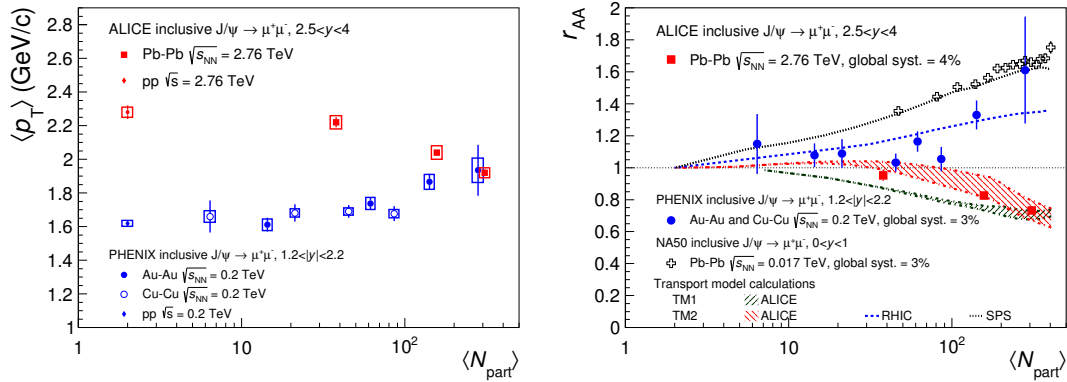 ALICE inclusive J/ψ → μ⁺μ⁻, 2.5<y<4
Pb-Pb √s_NN = 2.76 TeV
pp √s = 2.76 TeV
⟨p_T⟩ (GeV/c)
2.8
2.6
2.4
2.2
2
1.8
1.6
1.4
1.2
1
PHENIX inclusive J/ψ → μ⁺μ⁻, 1.2<|y|<2.2
Au-Au √s_NN = 0.2 TeV
Cu-Cu √s_NN = 0.2 TeV
pp √s = 0.2 TeV
1 10 10²
⟨N_part⟩
r_AA
2
1.8
1.6
1.4
1.2
1
0.8
0.6
0.4
0.2
0
ALICE inclusive J/ψ → μ⁺μ⁻, 2.5<y<4
Pb-Pb √s_NN = 2.76 TeV, global syst. = 4%
PHENIX inclusive J/ψ → μ⁺μ⁻, 1.2<|y|<2.2
Au-Au and Cu-Cu √s_NN = 0.2 TeV, global syst. = 3%
NA50 inclusive J/ψ → μ⁺μ⁻, 0<y<1
Pb-Pb √s_NN = 0.017 TeV, global syst. = 3%
Transport model calculations
TM1 ALICE
TM2 ALICE RHIC SPS
1 10 10²
⟨N_part⟩